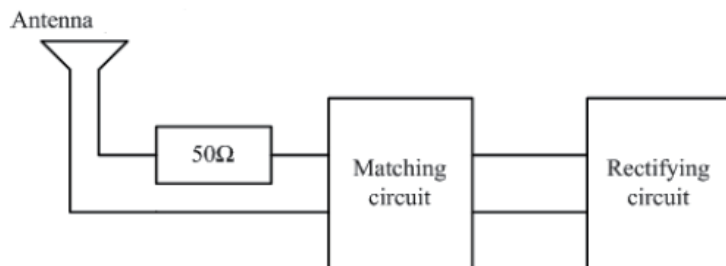 Antenna
50Ω
Matching
circuit
Rectifying
circuit